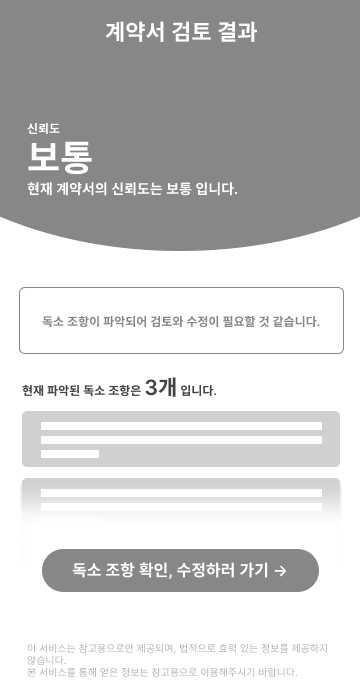 계약서 검토 결과
신뢰도
보통
현재 계약서의 신뢰도는 보통 입니다.
독소 조항이 파악되어 검토와 수정이 필요할 것 같습니다.
현재 파악된 독소 조항은 3개 입니다.
독소 조항 확인, 수정하러 가기 →
이 서비스는 참고용으로만 제공되며, 법적으로 효력 있는 정보를 제공하지
않습니다.
본 서비스를 통해 얻은 정보는 참고용으로 이용해주시기 바랍니다.